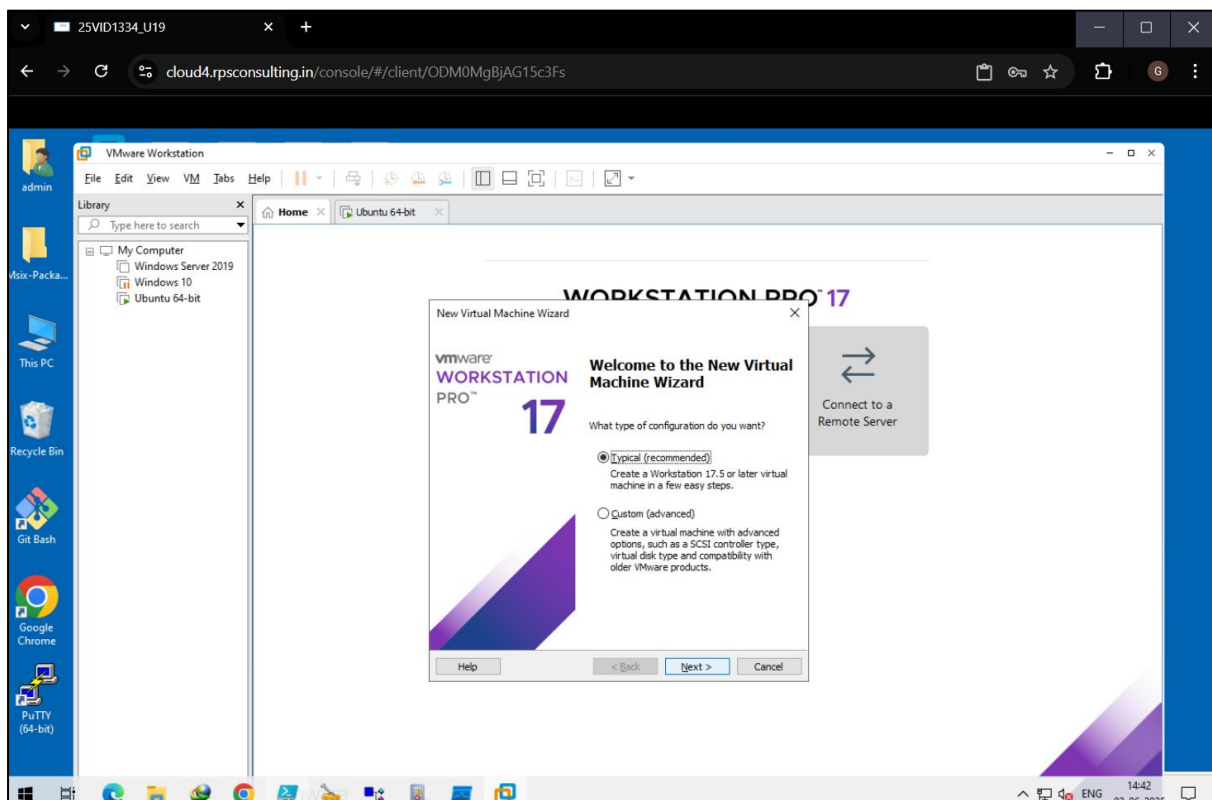 25VID1334_U19
cloud4.rpsconsulting.in/console/#/client/ODM0MgBjAG15c3Fs
G
admin
VMware Workstation
File Edit View VM Tabs Help
Library
Type here to search
Home
Ubuntu 64-bit
My Computer
Windows Server 2019
Windows 10
Ubuntu 64-bit
Msix-Packa...
This PC
Recycle Bin
Git Bash
Google
Chrome
PuTTY
(64-bit)
WORKSTATION PRO™ 17
New Virtual Machine Wizard
vmware®
WORKSTATION
PRO™
17
Welcome to the New Virtual
Machine Wizard
What type of configuration do you want?
Typical (recommended)
Create a Workstation 17.5 or later virtual
machine in a few easy steps.
Custom (advanced)
Create a virtual machine with advanced
options, such as a SCSI controller type,
virtual disk type and compatibility with
older VMware products.
Help
< Back
Next >
Cancel
Connect to a
Remote Server
ENG
14:42